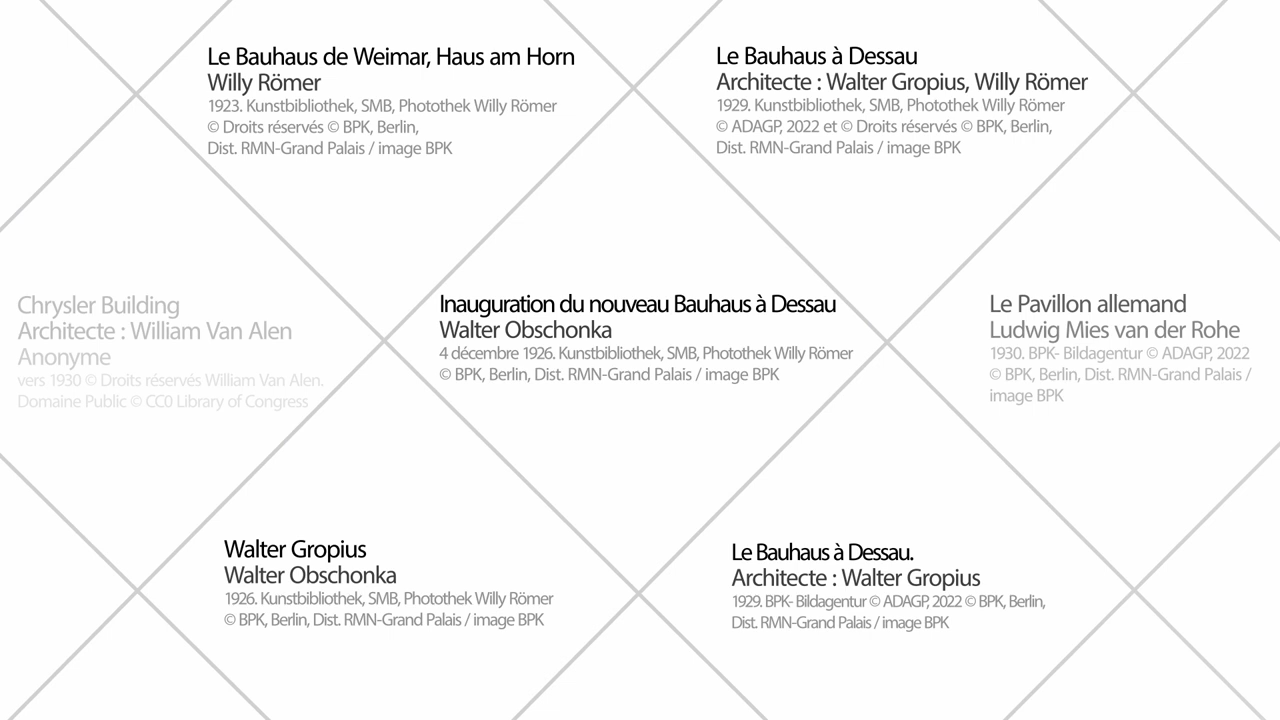 Le Bauhaus de Weimar, Haus am Horn
Willy Römer
1923. Kunstbibliothek, SMB, Photothek Willy Römer
© Droits réservés © BPK, Berlin,
Dist. RMN-Grand Palais / image BPK
Le Bauhaus à Dessau
Architecte : Walter Gropius, Willy Römer
1929. Kunstbibliothek, SMB, Photothek Willy Römer
© ADAGP, 2022 et © Droits réservés © BPK, Berlin,
Dist. RMN-Grand Palais / image BPK
Chrysler Building
Architecte : William Van Alen
Anonyme
vers 1930 © Droits réservés William Van Alen.
Domaine Public © CC0 Library of Congress
Inauguration du nouveau Bauhaus à Dessau
Walter Obschonka
4 décembre 1926. Kunstbibliothek, SMB, Photothek Willy Römer
© BPK, Berlin, Dist. RMN-Grand Palais / image BPK
Le Pavillon allemand
Ludwig Mies van der Rohe
1930. BPK- Bildagentur © ADAGP, 2022
© BPK, Berlin, Dist. RMN-Grand Palais /
image BPK
Walter Gropius
Walter Obschonka
1926. Kunstbibliothek, SMB, Photothek Willy Römer
© BPK, Berlin, Dist. RMN-Grand Palais / image BPK
Le Bauhaus à Dessau.
Architecte : Walter Gropius
1929. BPK- Bildagentur © ADAGP, 2022 © BPK, Berlin,
Dist. RMN-Grand Palais / image BPK